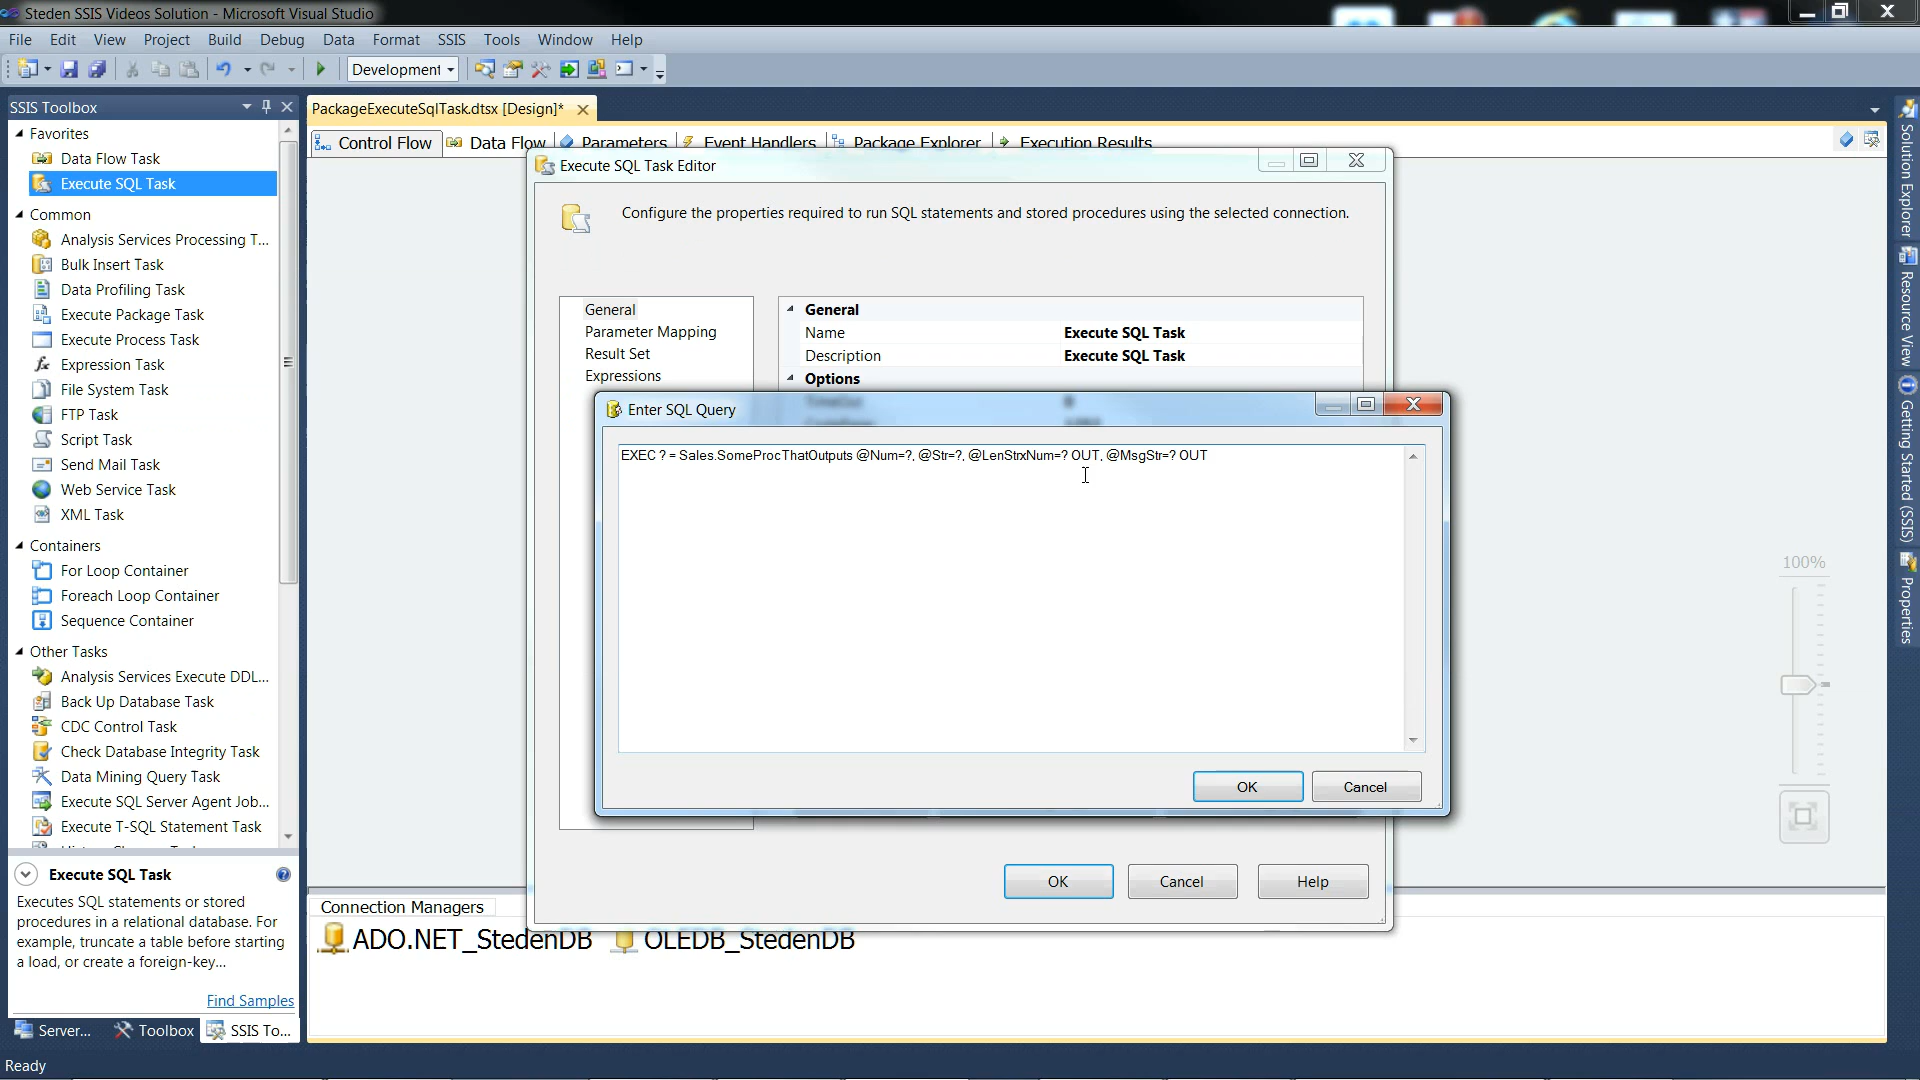 Steden SSIS Videos Solution - Microsoft Visual Studio
File Edit View Project Build Debug Data Format SSIS Tools Window Help
Development
SSIS Toolbox
Favorites
Data Flow Task
Execute SQL Task
Common
Analysis Services Processing T...
Bulk Insert Task
Data Profiling Task
Execute Package Task
Execute Process Task
Expression Task
File System Task
FTP Task
Script Task
Send Mail Task
Web Service Task
XML Task
Containers
For Loop Container
Foreach Loop Container
Sequence Container
Other Tasks
Analysis Services Execute DDL...
Back Up Database Task
CDC Control Task
Check Database Integrity Task
Data Mining Query Task
Execute SQL Server Agent Job...
Execute T-SQL Statement Task
Execute SQL Task
Executes SQL statements or stored
procedures in a relational database. For
example, truncate a table before starting
a load, or create a foreign-key...
Find Samples
Server... Toolbox SSIS To...
Ready
PackageExecuteSqlTask.dtsx [Design]*
Control Flow Data Flow Parameters Event Handlers Package Explorer Execution Results
Execute SQL Task Editor
Configure the properties required to run SQL statements and stored procedures using the selected connection.
General
Parameter Mapping
Result Set
Expressions
General
Name Execute SQL Task
Description Execute SQL Task
Options
Enter SQL Query
EXEC ? = Sales.SomeProcThatOutputs @Num=?, @Str=?, @LenStrxNum=? OUT, @MsgStr=? OUT
OK Cancel
OK Cancel Help
100%
Connection Managers
ADO.NET_StedenDB OLEDB_StedenDB
Solution Explorer
Resource View
Getting Started (SSIS)
Properties